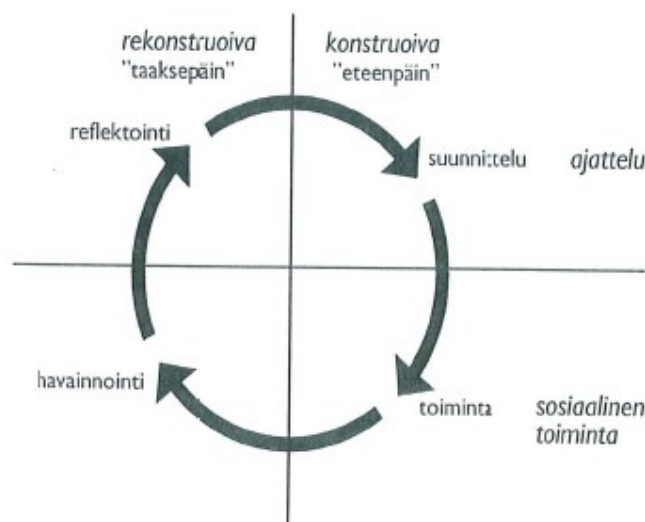 rekonstruoiva
"taaksepäin"
konstruoiva
"eteenpäin"
reflektointi
suunnittelu
ajattelu
havainnointi
toiminta
sosiaalinen
toiminta